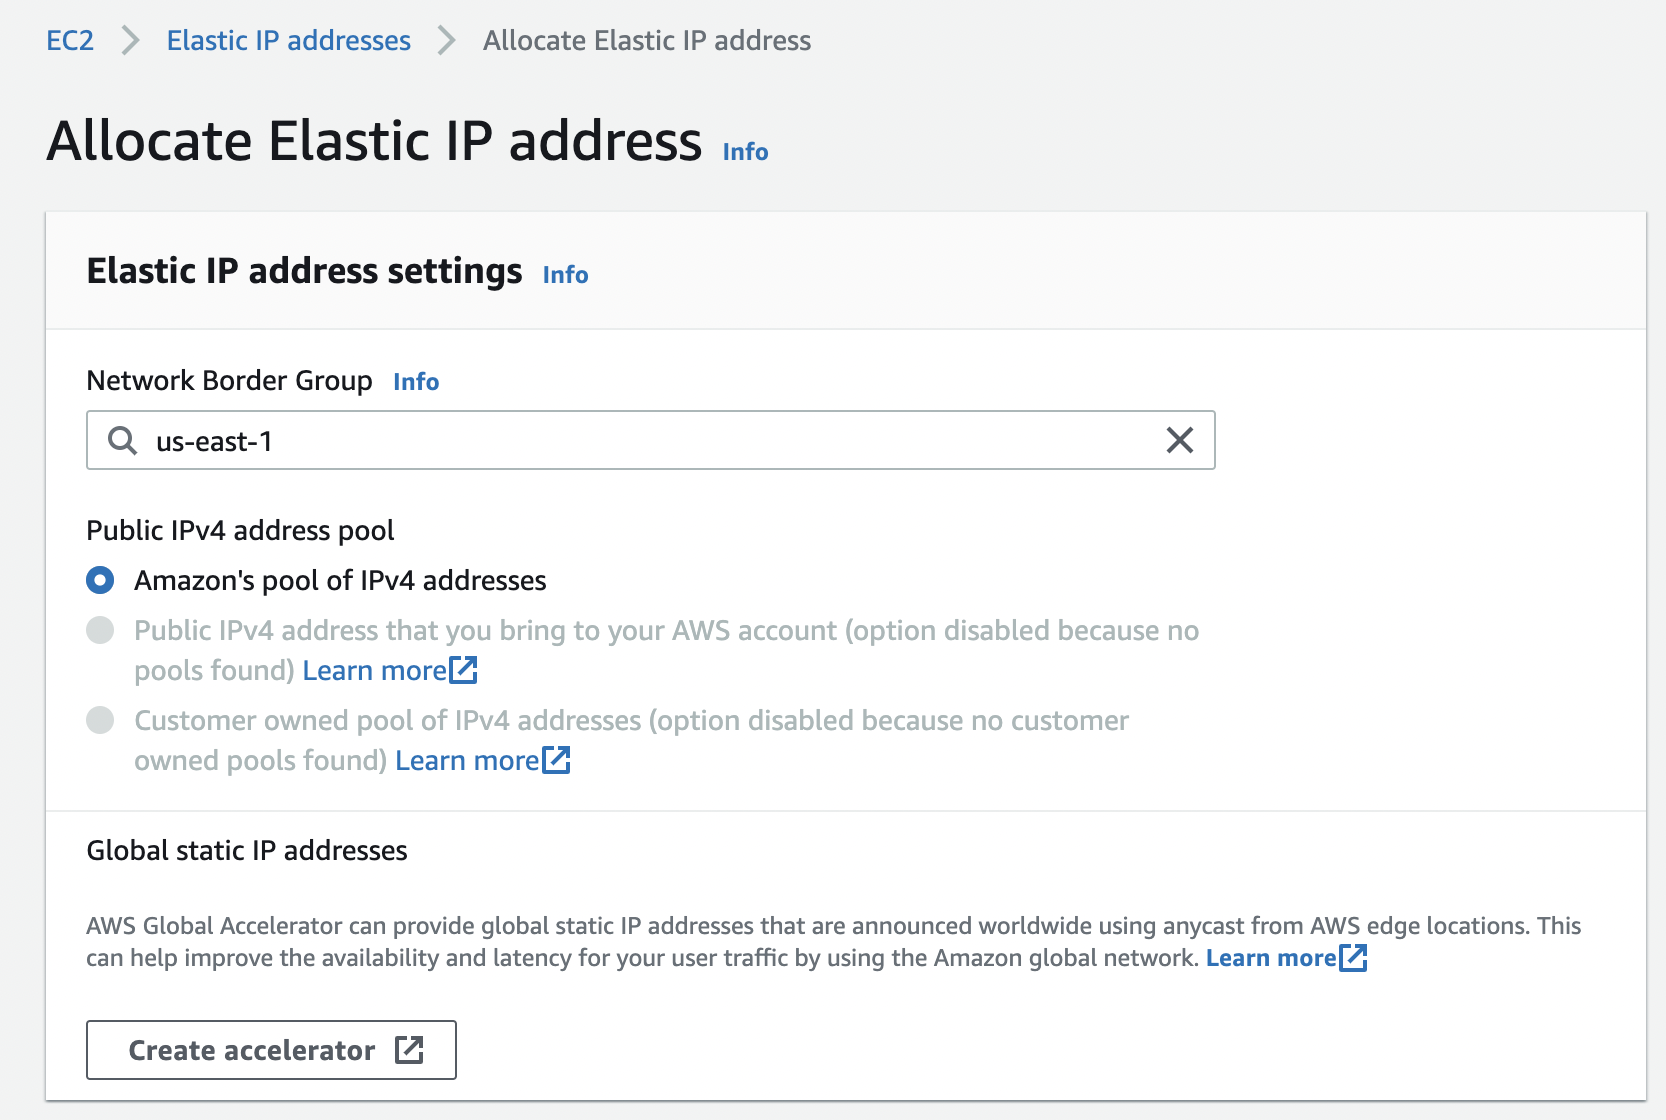 EC2 Elastic IP addresses Allocate Elastic IP address
Allocate Elastic IP address Info
Elastic IP address settings Info
Network Border Group Info
us-east-1
Public IPv4 address pool
Amazon's pool of IPv4 addresses
Public IPv4 address that you bring to your AWS account (option disabled because no
pools found) Learn more
Customer owned pool of IPv4 addresses (option disabled because no customer
owned pools found) Learn more
Global static IP addresses
AWS Global Accelerator can provide global static IP addresses that are announced worldwide using anycast from AWS edge locations. This
can help improve the availability and latency for your user traffic by using the Amazon global network. Learn more
Create accelerator